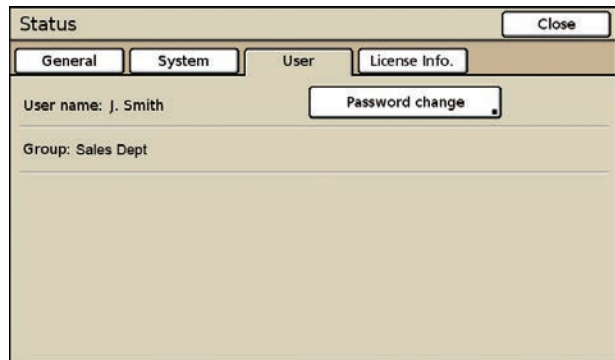 Status Close
General System User License Info.
User name: J. Smith Password change
Group: Sales Dept